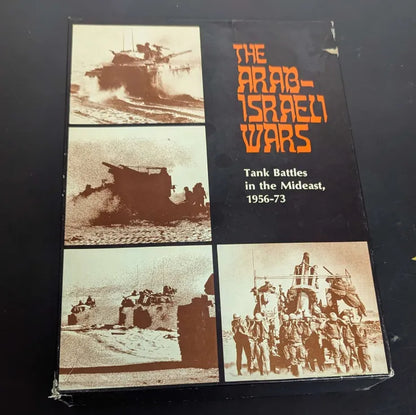 THE
ARAB-
ISRAELI
WARS
Tank Battles
in the Mideast,
1956-73